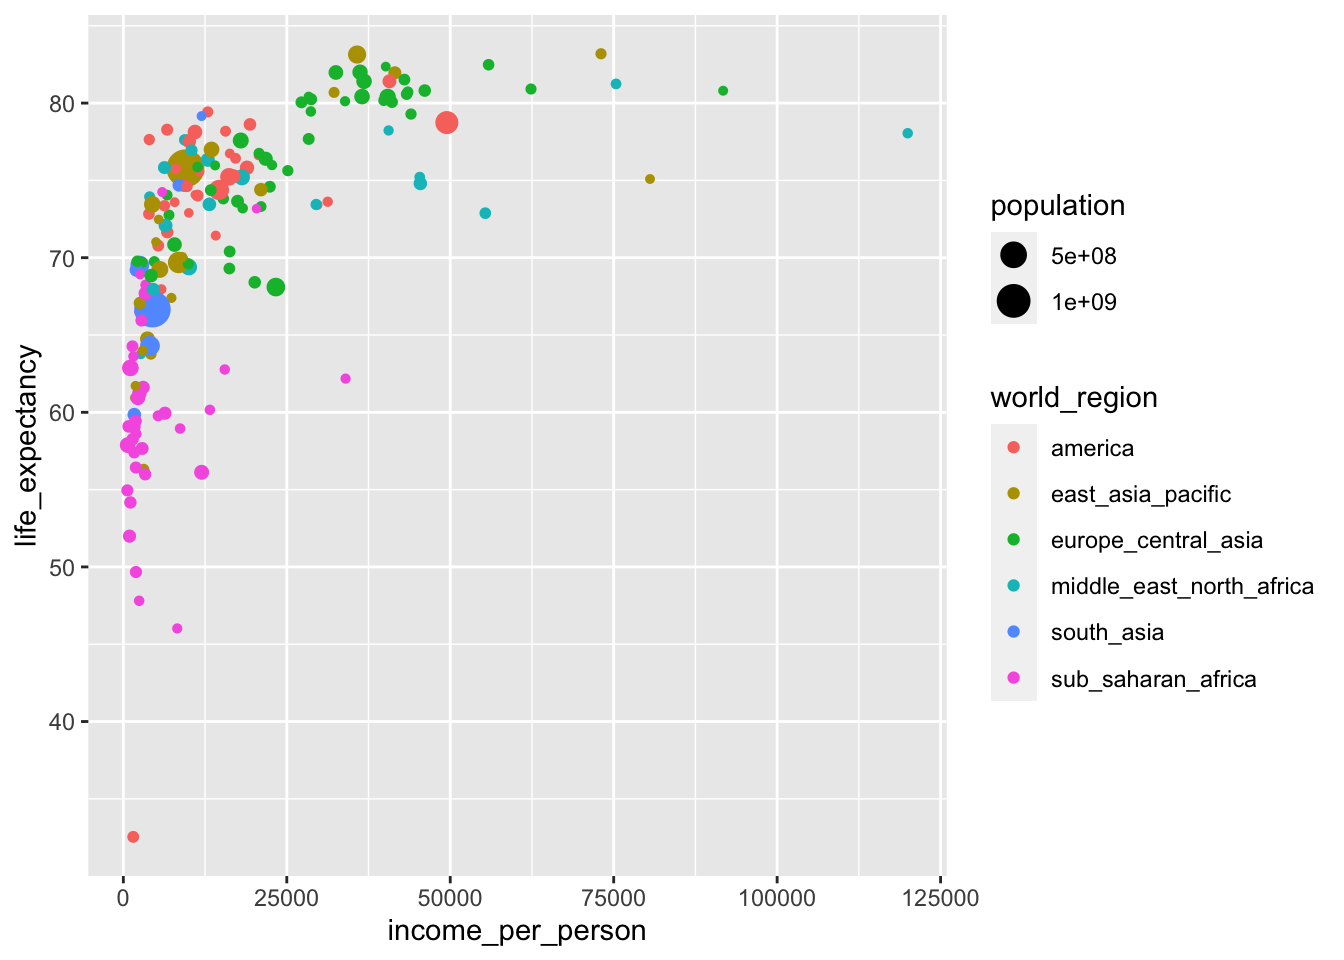 80
70
60
50
40
life_expectancy
0
25000
50000
75000
100000
125000
income_per_person
population
5e+08
1e+09
world_region
america
east_asia_pacific
europe_central_asia
middle_east_north_africa
south_asia
sub_saharan_africa